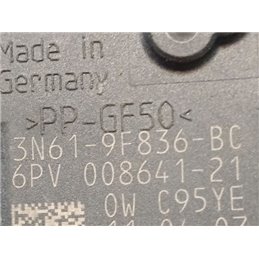 Made in
Germany
>PP-GF50<
3N61-9F836-BC
6PV 008641-21
0W C95YE